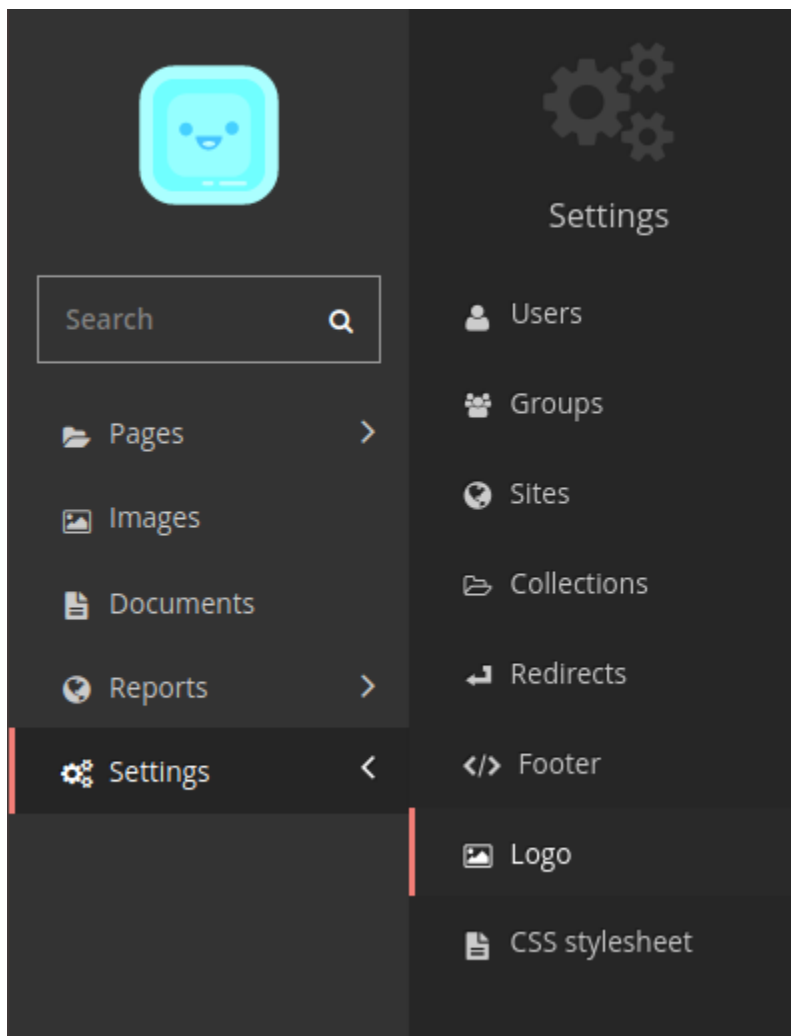 Search
Pages
Images
Documents
Reports
Settings
Settings
Users
Groups
Sites
Collections
Redirects
Footer
Logo
CSS stylesheet